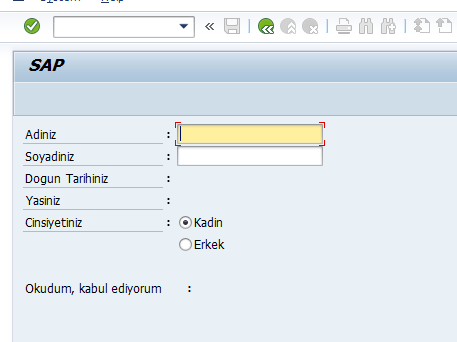 SAP
Adiniz :
Soyadiniz :
Dogun Tarihiniz :
Yasiniz :
Cinsiyetiniz : Kadin
Erkek
Okudum, kabul ediyorum :